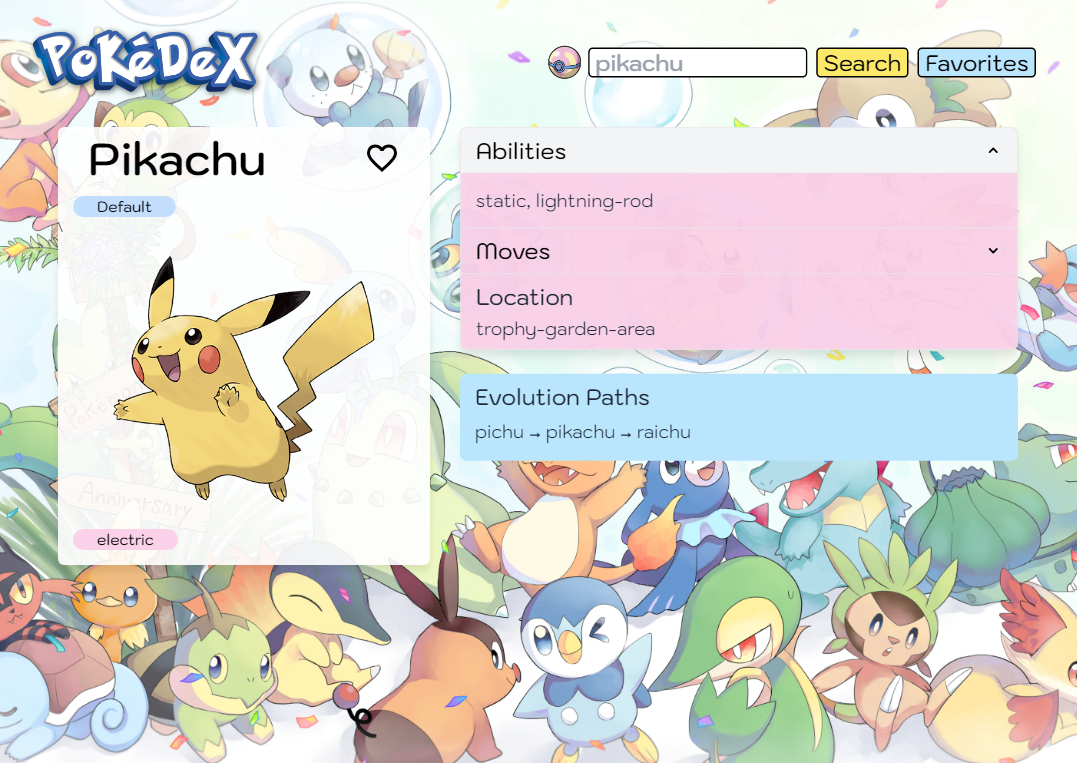 PoKéDeX
pikachu
Search
Favorites
Pikachu
Default
electric
Abilities
static, lightning-rod
Moves
Location
trophy-garden-area
Evolution Paths
pichu → pikachu → raichu
Anniversary